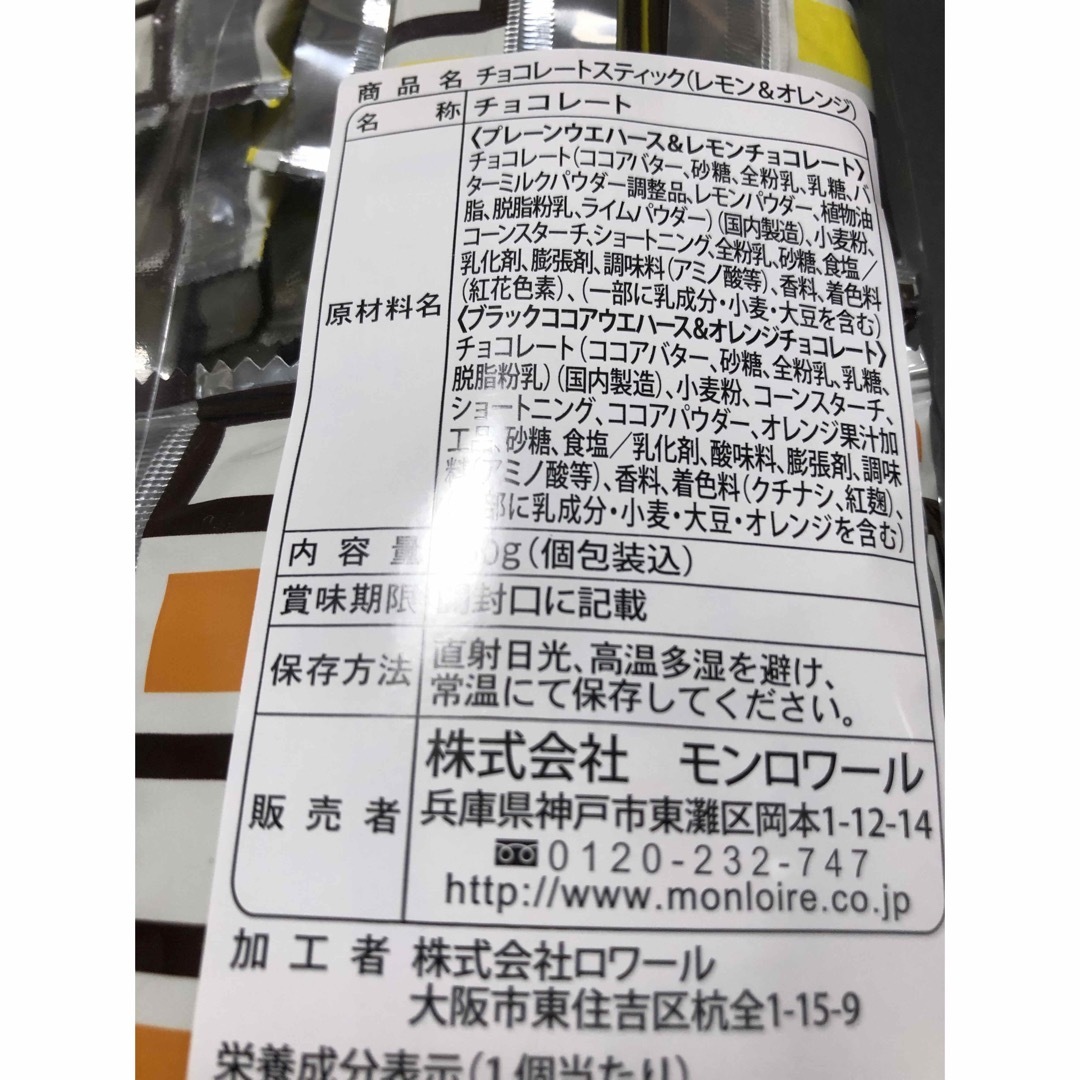 商品名 チョコレートスティック(レモン&オレンジ)
名称 チョコレート
原材料名
〈プレーンウエハース&レモンチョコレート〉
チョコレート(ココアバター、砂糖、全粉乳、乳糖、バ
ターミルクパウダー調整品、レモンパウダー、植物油
脂、脱脂粉乳、ライムパウダー)(国内製造)、小麦粉、
コーンスターチ、ショートニング、全粉乳、砂糖、食塩／
乳化剤、膨張剤、調味料(アミノ酸等)、香料、着色料
(紅花色素)、(一部に乳成分・小麦・大豆を含む)
〈ブラックココアウエハース&オレンジチョコレート〉
チョコレート(ココアバター、砂糖、全粉乳、乳糖、
脱脂粉乳)(国内製造)、小麦粉、コーンスターチ、
ショートニング、ココアパウダー、オレンジ果汁加
工品、砂糖、食塩／乳化剤、酸味料、膨張剤、調味
料(アミノ酸等)、香料、着色料(クチナシ、紅麹)、
部に乳成分・小麦・大豆・オレンジを含む)
内容量 0g(個包装込)
賞味期限 開封口に記載
保存方法 直射日光、高温多湿を避け、
常温にて保存してください。
販売者 株式会社 モンロワール
兵庫県神戸市東灘区岡本1-12-14
0120-232-747
http://www.monloire.co.jp
加工者 株式会社ロワール
大阪市東住吉区杭全1-15-9
栄養成分表示(1個当たり)